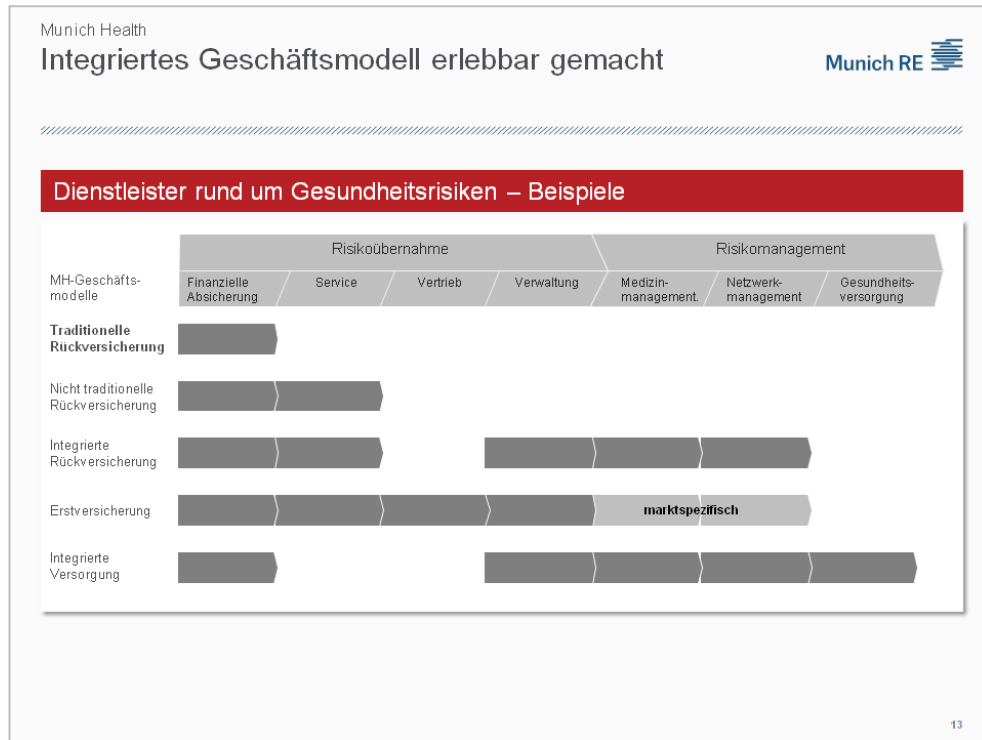 Munich Health
Integriertes Geschäftsmodell erlebbar gemacht
Munich RE
Dienstleister rund um Gesundheitsrisiken – Beispiele
Risikoübernahme
Risikomanagement
MH-Geschäfts-
modelle
Finanzielle
Absicherung
Service
Vertrieb
Verwaltung
Medizin-
management.
Netzwerk-
management
Gesundheits-
versorgung
Traditionelle
Rückversicherung
Nicht traditionelle
Rückversicherung
Integrierte
Rückversicherung
Erstversicherung
marktspezifisch
Integrierte
Versorgung
13